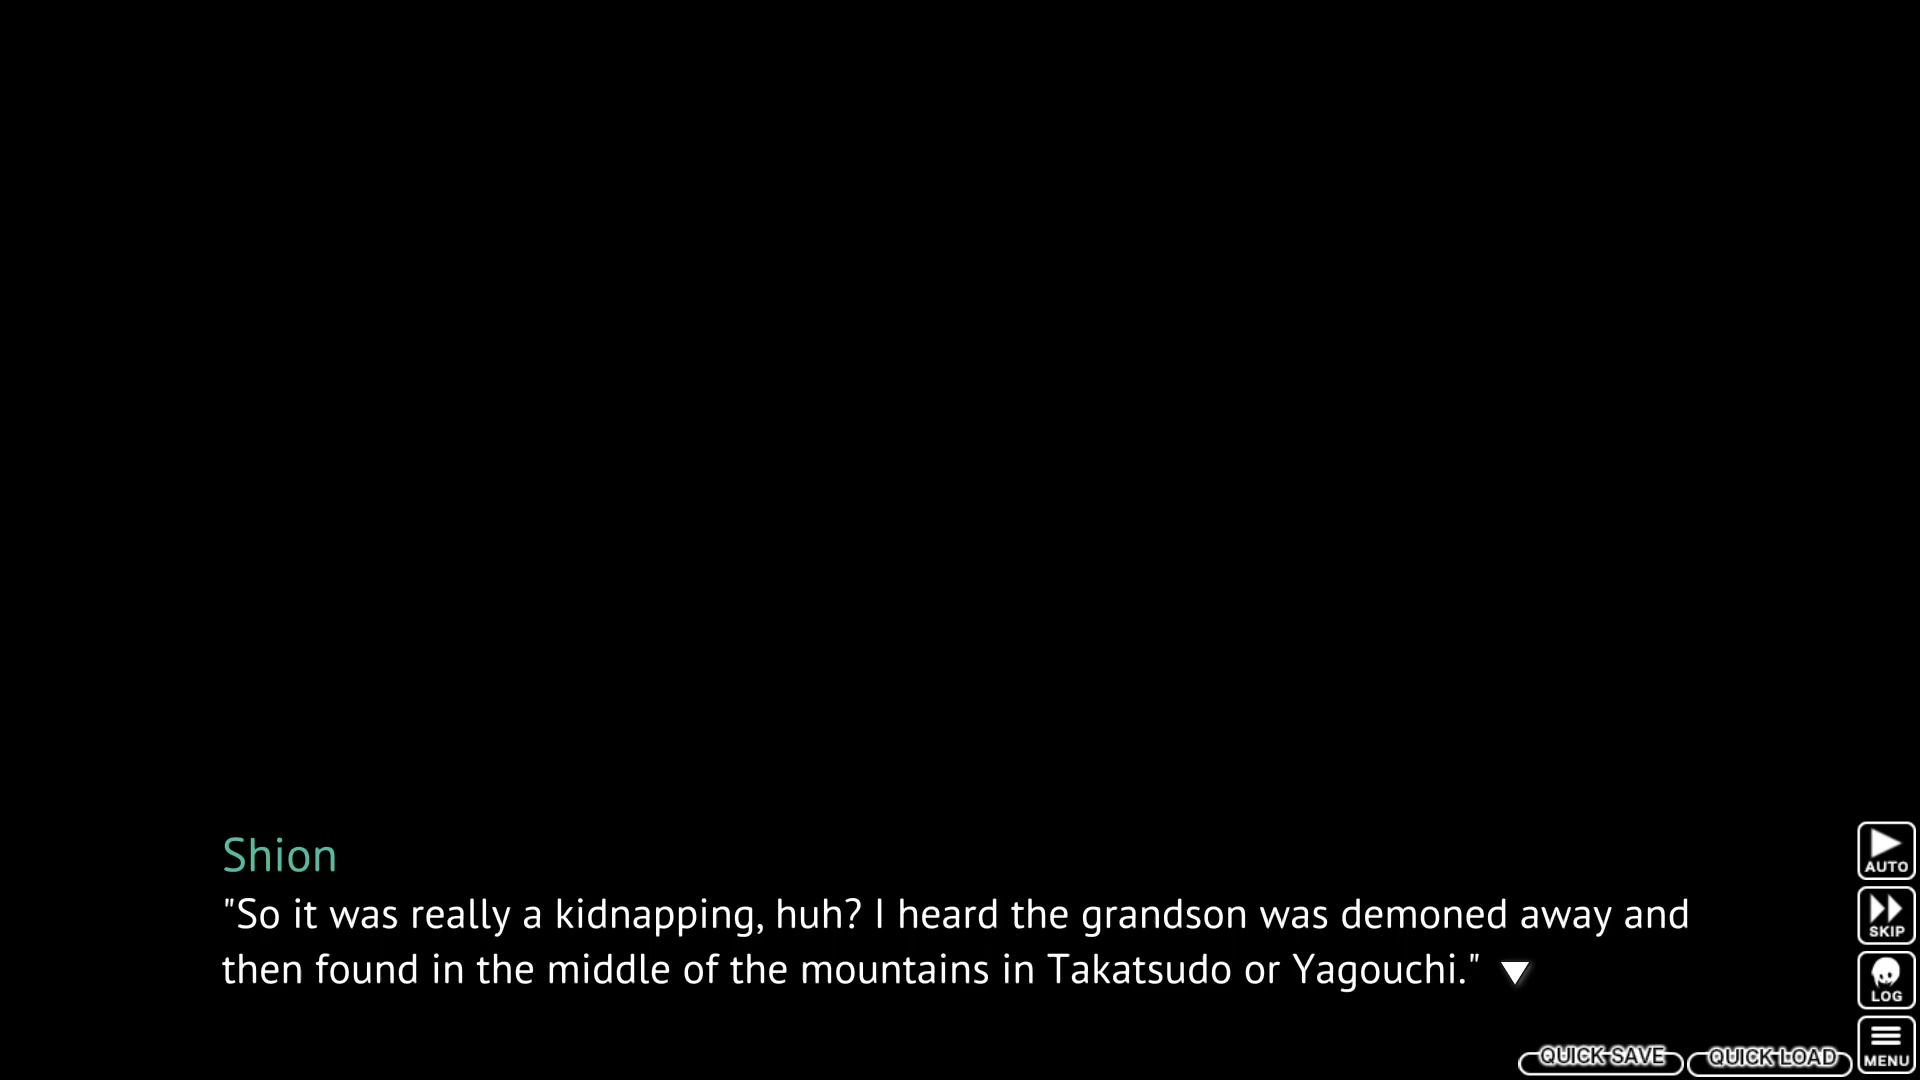 Shion
"So it was really a kidnapping, huh? I heard the grandson was demoned away and
then found in the middle of the mountains in Takatsudo or Yagouchi."
AUTO
SKIP
LOG
MENU
QUICK SAVE
QUICK LOAD